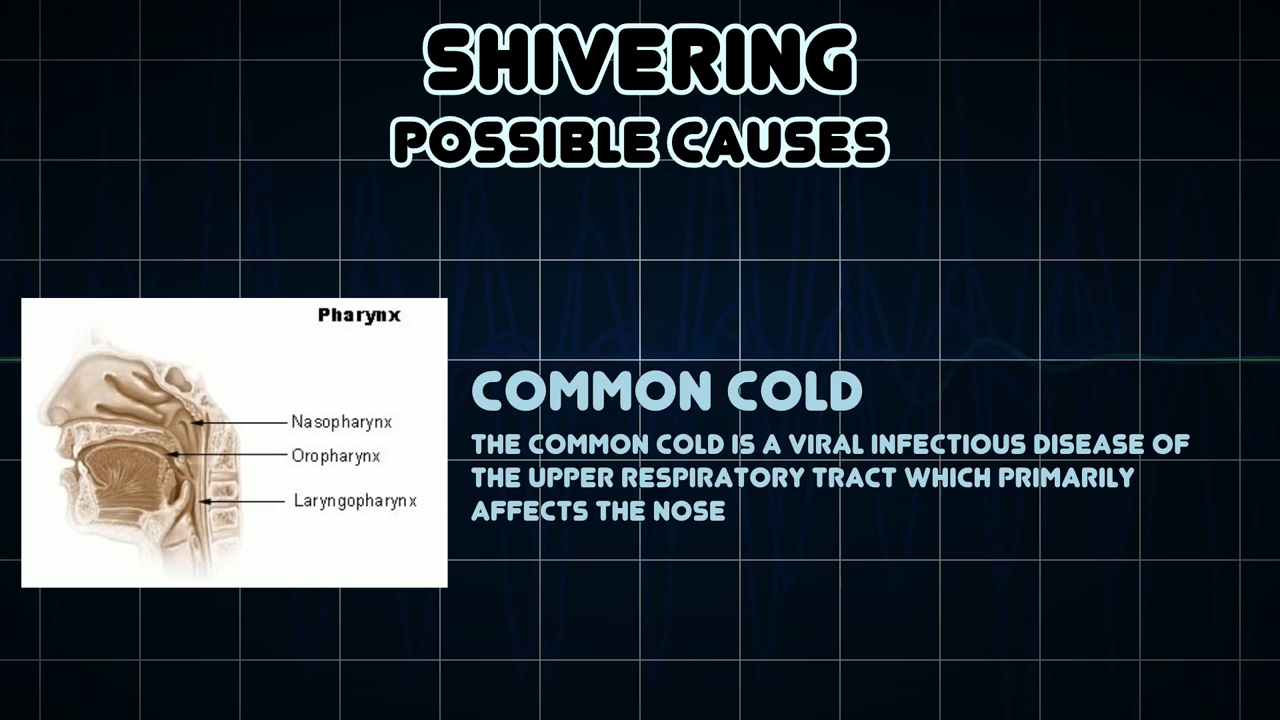 SHIVERING
POSSIBLE CAUSES
Pharynx
Nasopharynx
Oropharynx
Laryngopharynx
COMMON COLD
THE COMMON COLD IS A VIRAL INFECTIOUS DISEASE OF
THE UPPER RESPIRATORY TRACT WHICH PRIMARILY
AFFECTS THE NOSE